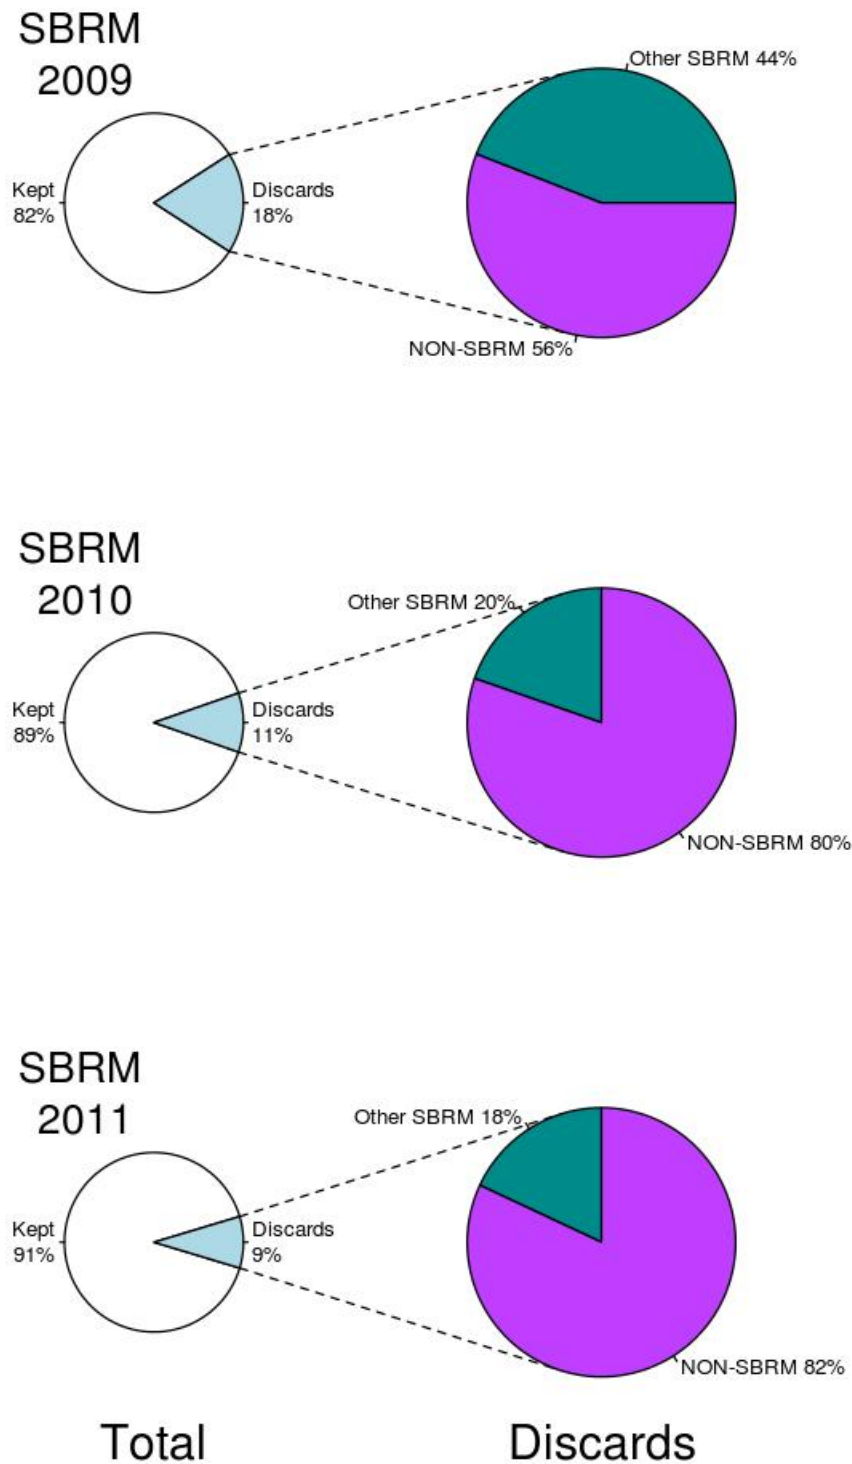 SBRM
2009
Other SBRM 44%
Kept
82%
Discards
18%
NON-SBRM 56%
SBRM
2010
Other SBRM 20%
Kept
89%
Discards
11%
NON-SBRM 80%
SBRM
2011
Other SBRM 18%
Kept
91%
Discards
9%
NON-SBRM 82%
Total
Discards